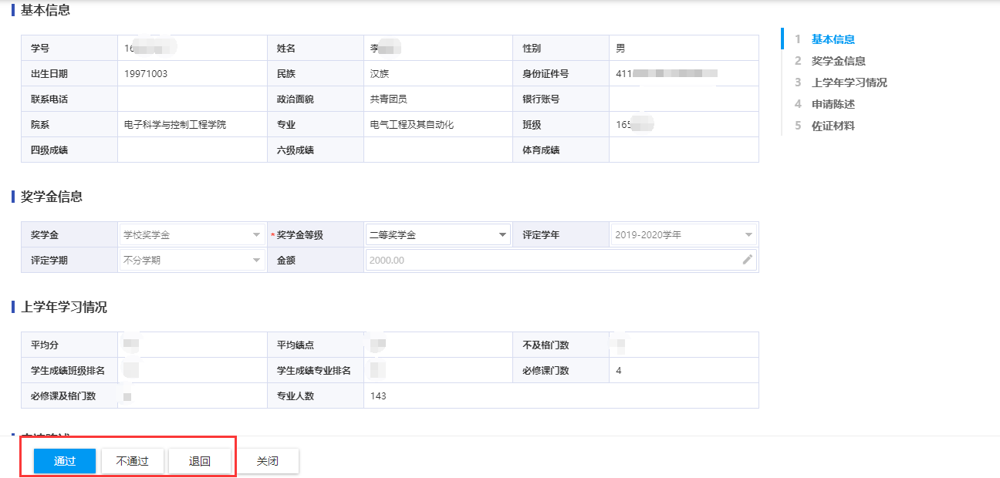 基本信息
学号 16 姓名 李 性别 男
出生日期 19971003 民族 汉族 身份证件号 411
联系电话 政治面貌 共青团员 银行账号
院系 电子科学与控制工程学院 专业 电气工程及其自动化 班级 165
四级成绩 六级成绩 体育成绩
1 基本信息
2 奖学金信息
3 上学年学习情况
4 申请陈述
5 佐证材料
奖学金信息
奖学金 学校奖学金 *奖学金等级 二等奖学金 评定学年 2019-2020学年
评定学期 不分学期 金额 2000.00
上学年学习情况
平均分 平均绩点 不及格门数
学生成绩班级排名 学生成绩专业排名 必修课门数 4
必修课及格门数 专业人数 143
通过 不通过 退回 关闭